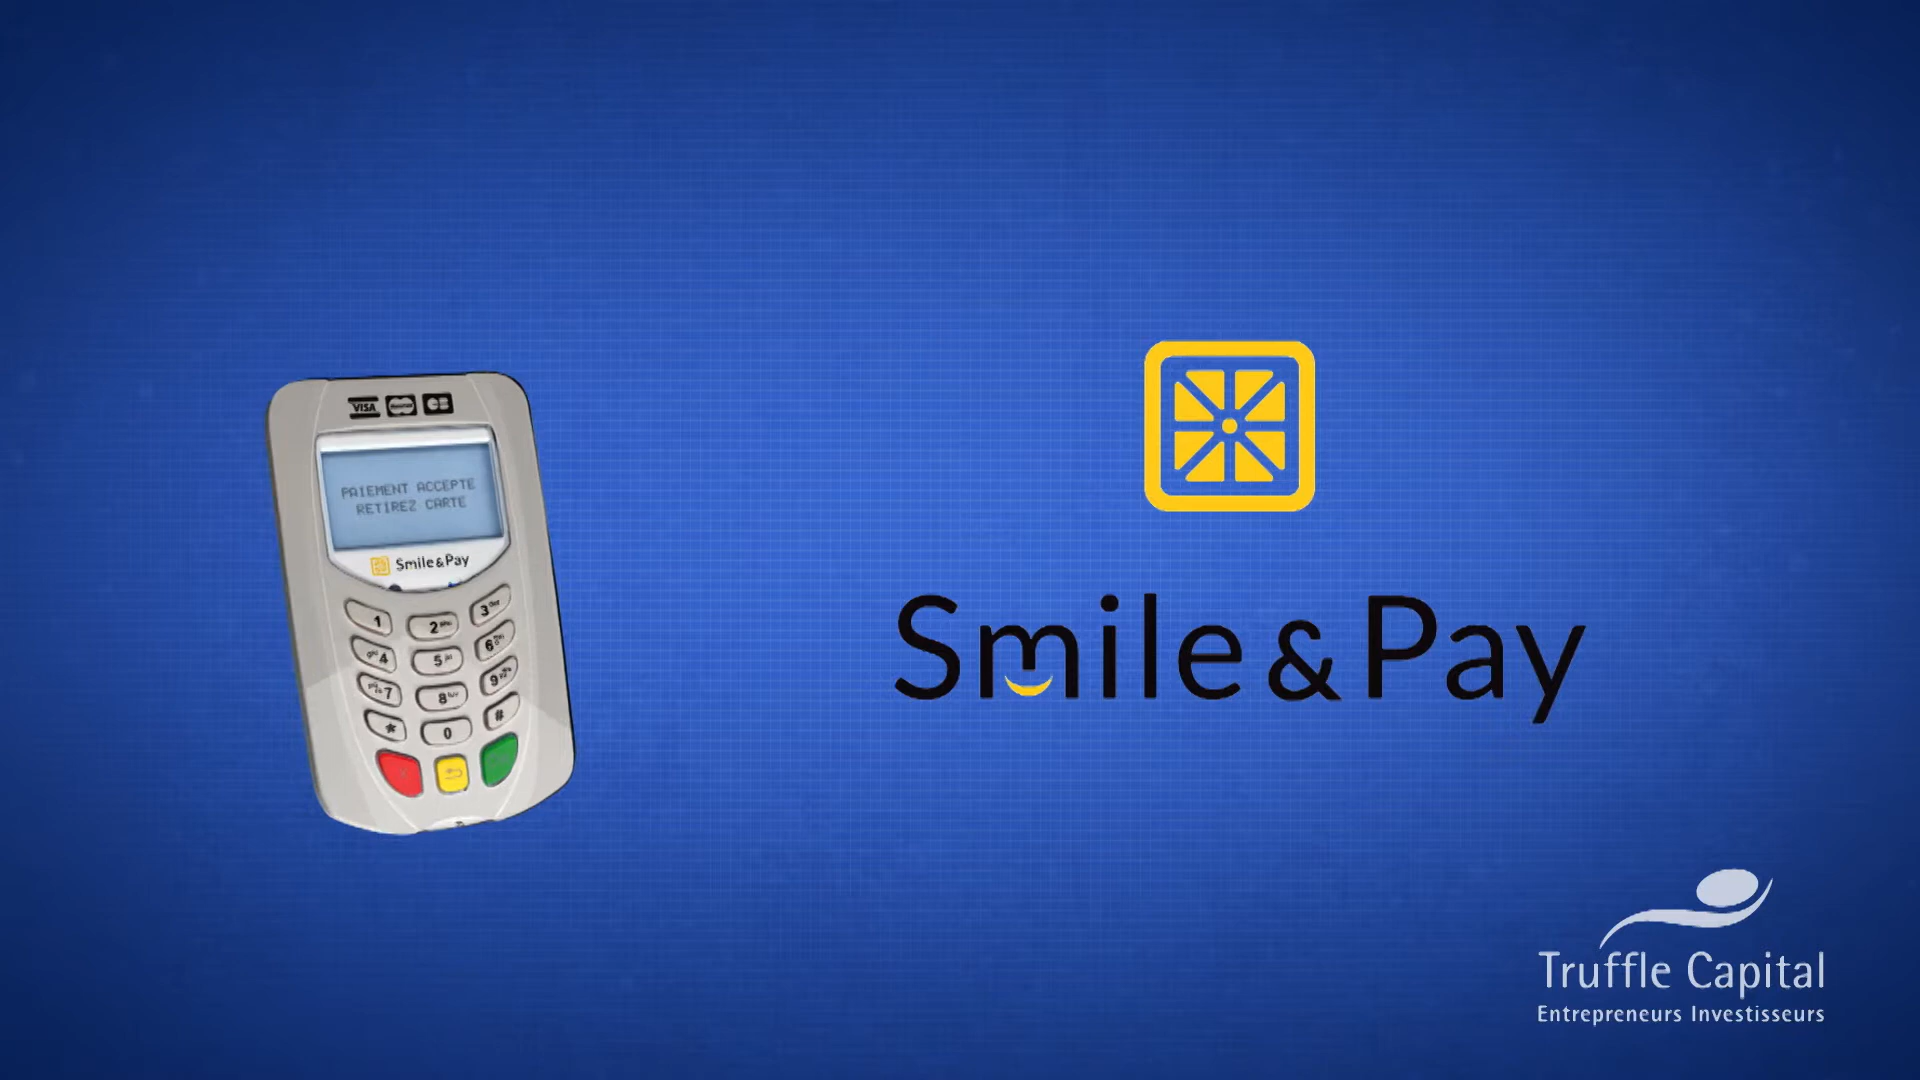 VISA
CB
PAIEMENT ACCEPTE
RETIREZ CARTE
Smile&Pay
1
2
3
4
5
6
7
8
9
*
0
#
Smile & Pay
Truffle Capital
Entrepreneurs Investisseurs